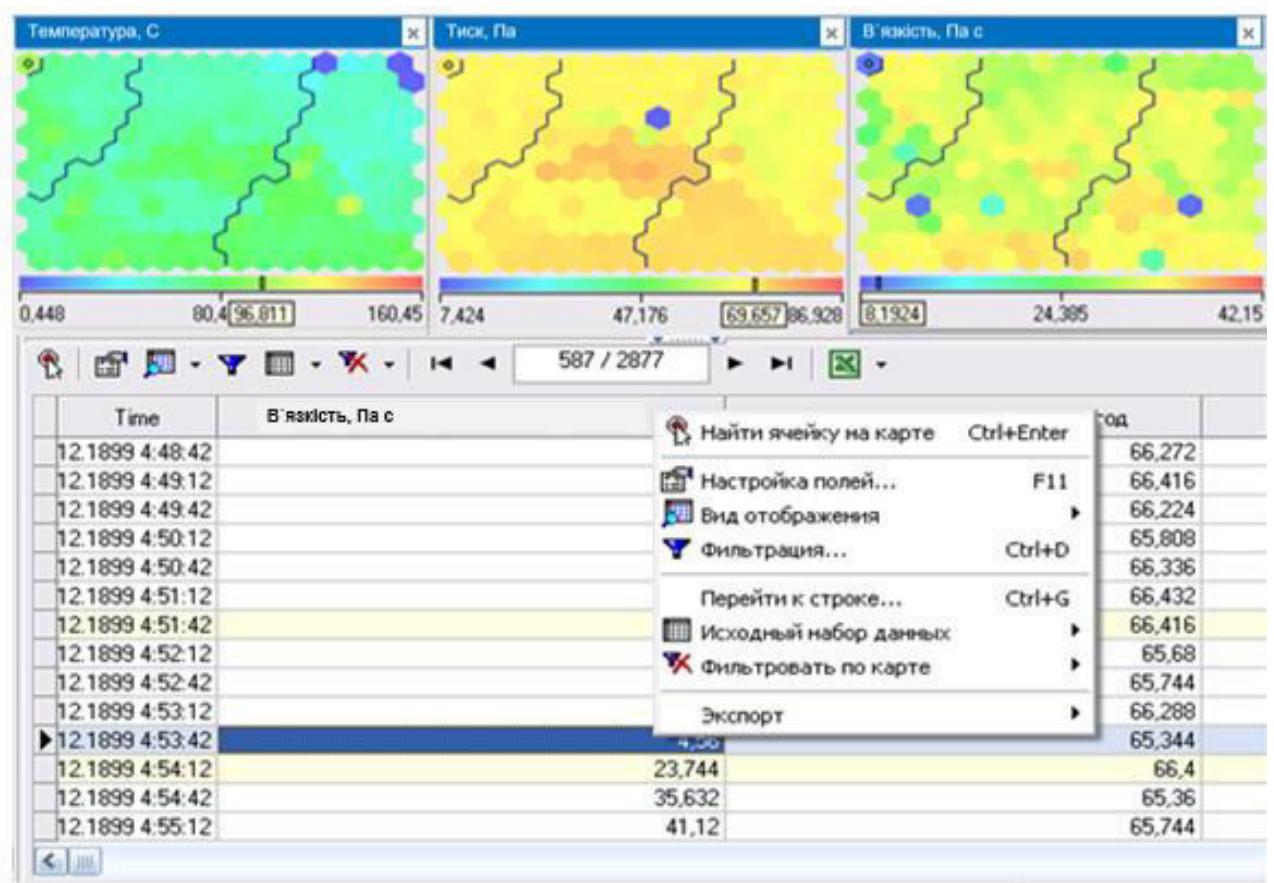 Температура, С
Тиск, Па
В`язкість, Па с
0,448 80,4 96,811 160,45
7,424 47,176 69,657 86,928
8,1924 24,385 42,15
587 / 2877
Time В`язкість, Па с год
12.1899 4:48:42 66,272
12.1899 4:49:12 66,416
12.1899 4:49:42 66,224
12.1899 4:50:12 65,808
12.1899 4:50:42 66,336
12.1899 4:51:12 66,432
12.1899 4:51:42 66,416
12.1899 4:52:12 65,68
12.1899 4:52:42 65,744
12.1899 4:53:12 66,288
12.1899 4:53:42 65,344
12.1899 4:54:12 23,744 66,4
12.1899 4:54:42 35,632 65,36
12.1899 4:55:12 41,12 65,744
Найти ячейку на карте Ctrl+Enter
Настройка полей... F11
Вид отображения
Фильтрация... Ctrl+D
Перейти к строке... Ctrl+G
Исходный набор данных
Фильтровать по карте
Экспорт